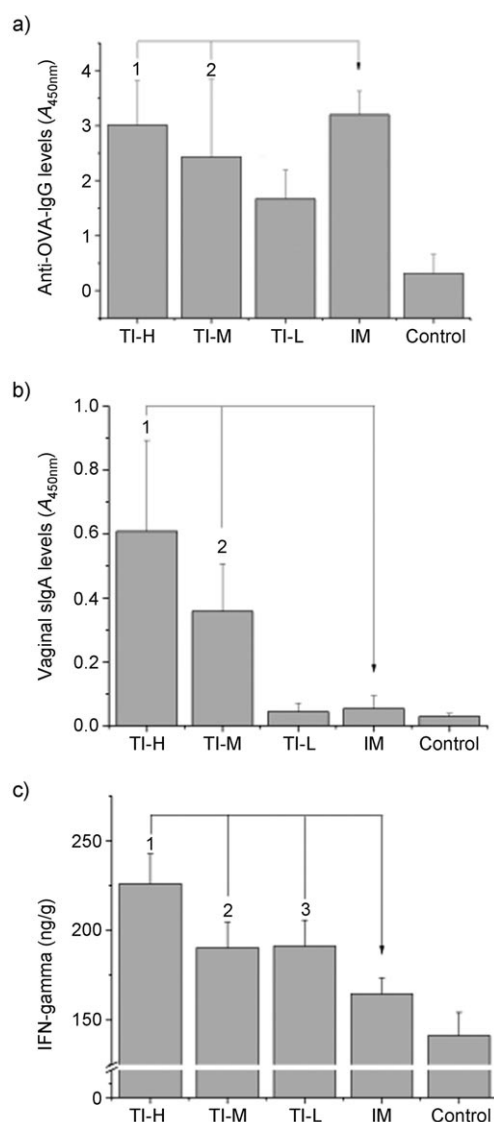 a)
1
2
4
3
2
1
0
Anti-OVA-IgG levels (A450nm)
TI-H TI-M TI-L IM Control
b)
1
2
1.0
0.8
0.6
0.4
0.2
0.0
Vaginal sIgA levels (A450nm)
TI-H TI-M TI-L IM Control
c)
1
2
3
250
200
150
0
IFN-gamma (ng/g)
TI-H TI-M TI-L IM Control